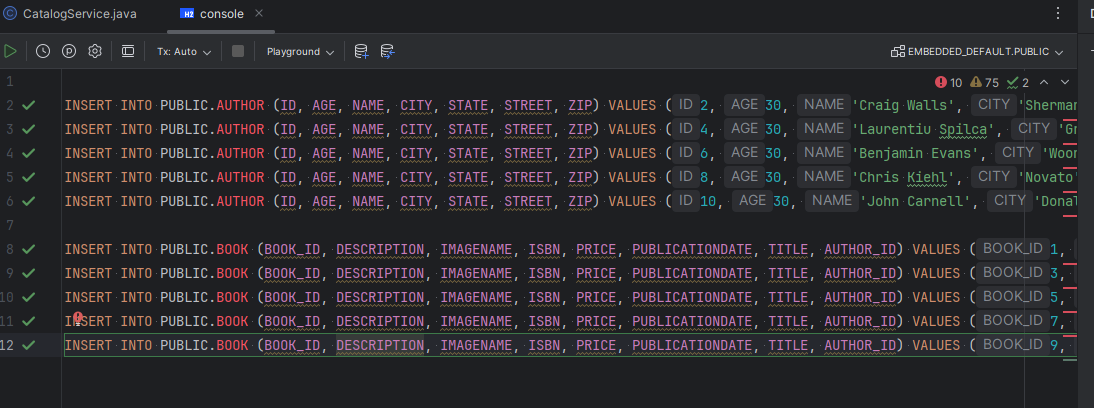 CatalogService.java
H2 console
Tx: Auto
Playground
EMBEDDED_DEFAULT.PUBLIC
10 75 2
1
2 INSERT INTO PUBLIC.AUTHOR (ID, AGE, NAME, CITY, STATE, STREET, ZIP) VALUES ( ID 2, AGE 30, NAME 'Craig Walls', CITY 'Sherman
3 INSERT INTO PUBLIC.AUTHOR (ID, AGE, NAME, CITY, STATE, STREET, ZIP) VALUES ( ID 4, AGE 30, NAME 'Laurentiu Spilca', CITY 'Gr
4 INSERT INTO PUBLIC.AUTHOR (ID, AGE, NAME, CITY, STATE, STREET, ZIP) VALUES ( ID 6, AGE 30, NAME 'Benjamin Evans', CITY 'Woon
5 INSERT INTO PUBLIC.AUTHOR (ID, AGE, NAME, CITY, STATE, STREET, ZIP) VALUES ( ID 8, AGE 30, NAME 'Chris Kiehl', CITY 'Novato
6 INSERT INTO PUBLIC.AUTHOR (ID, AGE, NAME, CITY, STATE, STREET, ZIP) VALUES ( ID 10, AGE 30, NAME 'John Carnell', CITY 'Donal
7
8 INSERT INTO PUBLIC.BOOK (BOOK_ID, DESCRIPTION, IMAGENAME, ISBN, PRICE, PUBLICATIONDATE, TITLE, AUTHOR_ID) VALUES ( BOOK_ID 1,
9 INSERT INTO PUBLIC.BOOK (BOOK_ID, DESCRIPTION, IMAGENAME, ISBN, PRICE, PUBLICATIONDATE, TITLE, AUTHOR_ID) VALUES ( BOOK_ID 3,
10 INSERT INTO PUBLIC.BOOK (BOOK_ID, DESCRIPTION, IMAGENAME, ISBN, PRICE, PUBLICATIONDATE, TITLE, AUTHOR_ID) VALUES ( BOOK_ID 5,
11 INSERT INTO PUBLIC.BOOK (BOOK_ID, DESCRIPTION, IMAGENAME, ISBN, PRICE, PUBLICATIONDATE, TITLE, AUTHOR_ID) VALUES ( BOOK_ID 7,
12 INSERT INTO PUBLIC.BOOK (BOOK_ID, DESCRIPTION, IMAGENAME, ISBN, PRICE, PUBLICATIONDATE, TITLE, AUTHOR_ID) VALUES ( BOOK_ID 9,